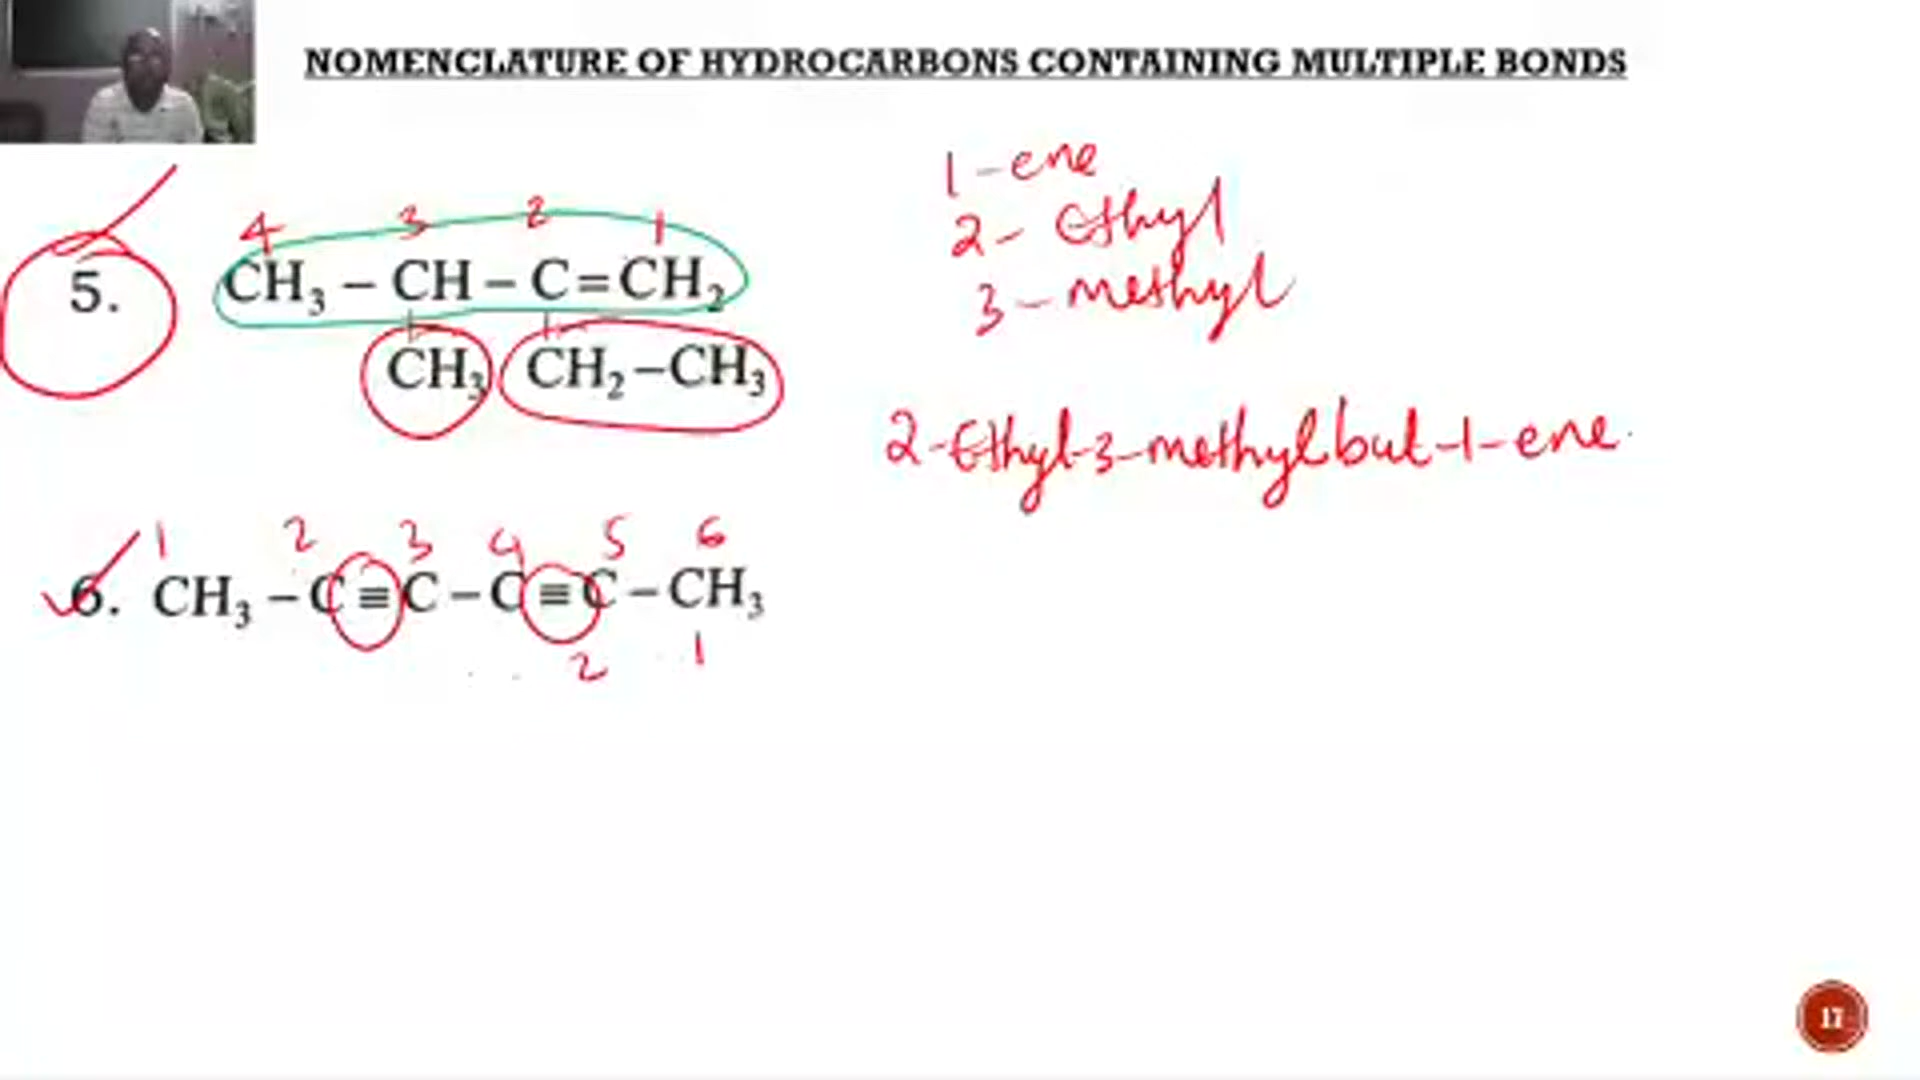 NOMENCLATURE OF HYDROCARBONS CONTAINING MULTIPLE BONDS
1-ene
2- Ethyl
3-methyl
4 3 2 1
5. CH₃ – CH – C = CH₂
CH₃ CH₂–CH₃
2-Ethyl-3-methylbut-1-ene.
1 2 3 4 5 6
6. CH₃ – C ≡ C – C ≡ C – CH₃
2 1
17